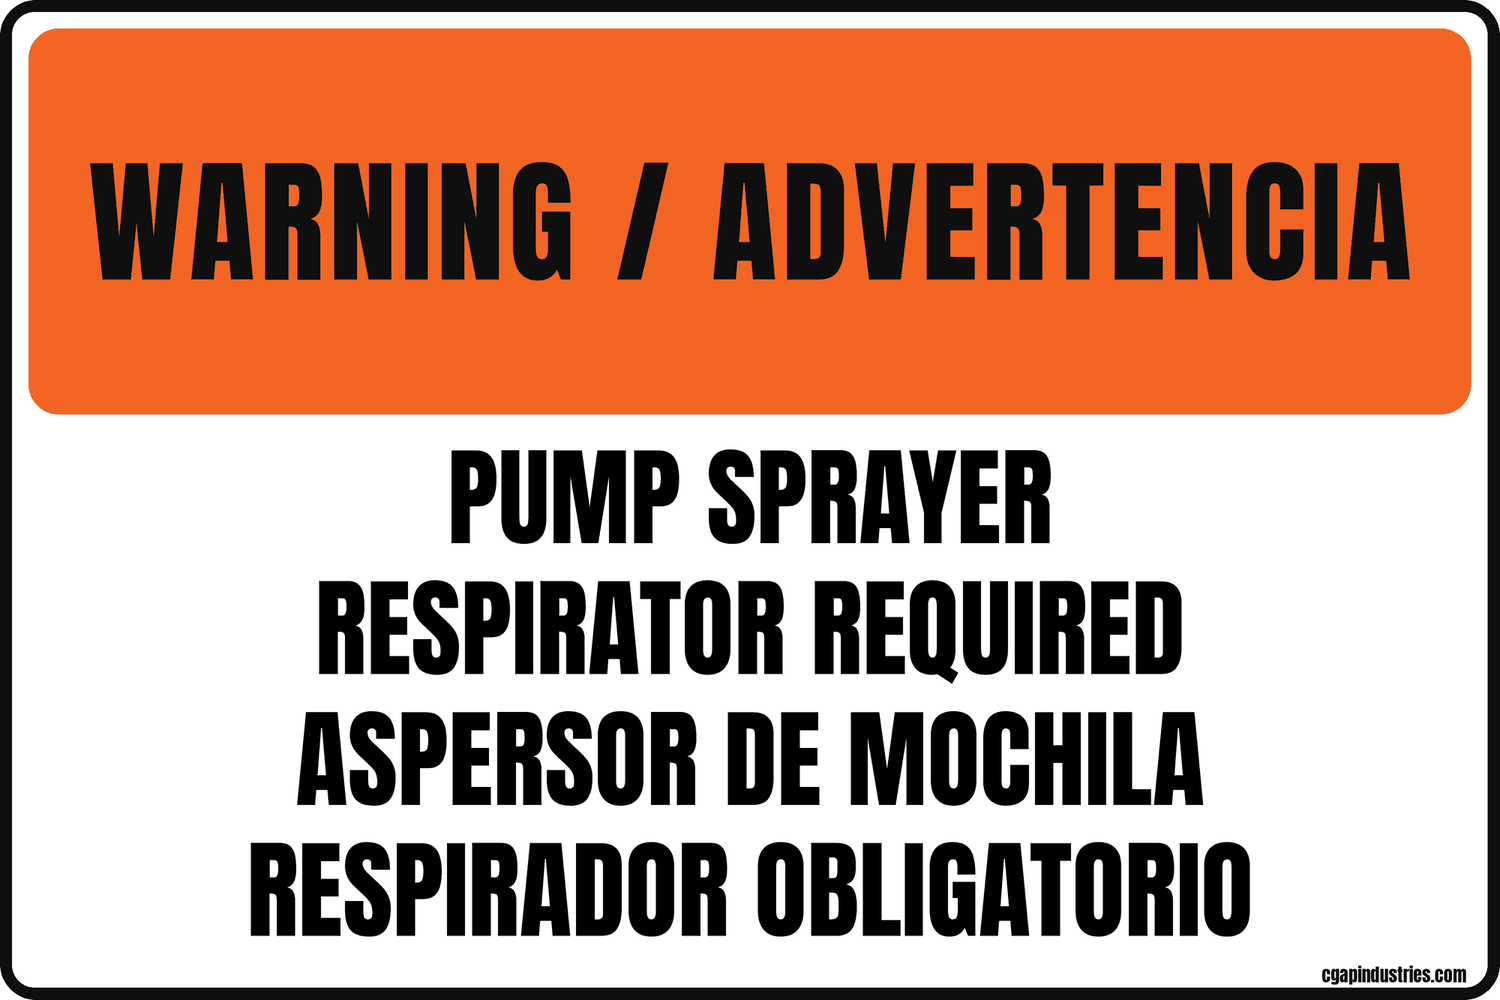 WARNING / ADVERTENCIA
PUMP SPRAYER
RESPIRATOR REQUIRED
ASPERSOR DE MOCHILA
RESPIRADOR OBLIGATORIO
cgapindustries.com